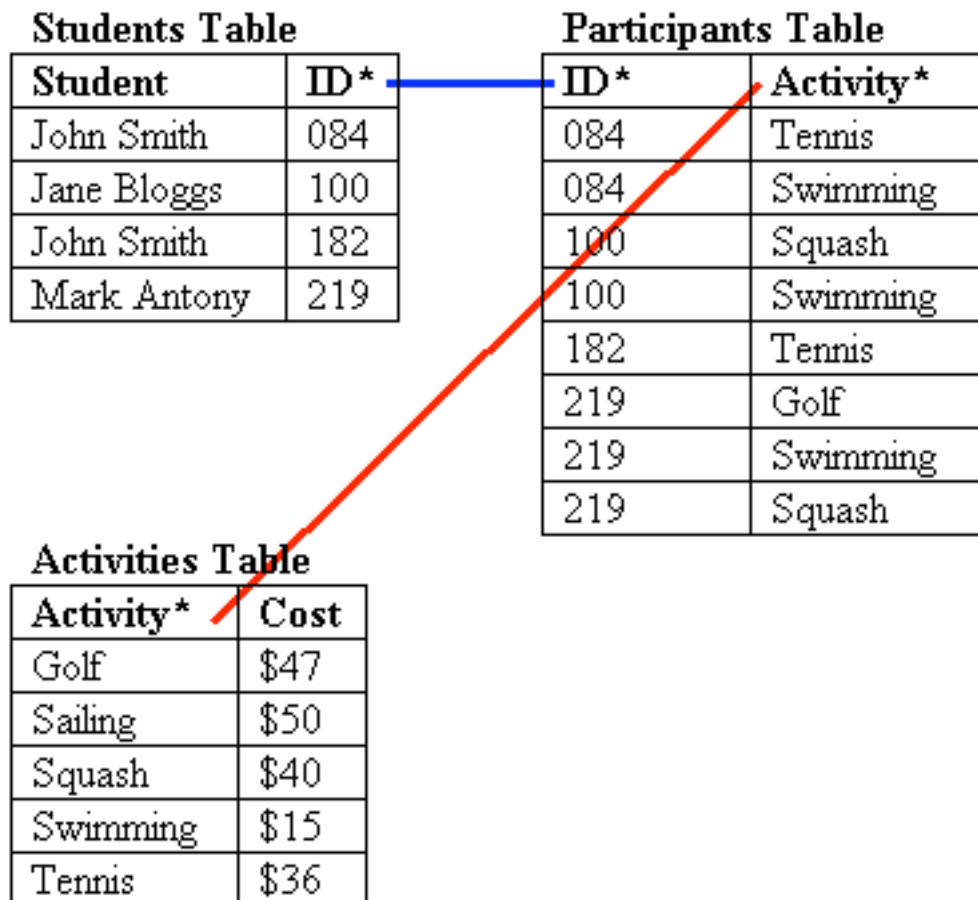 Students Table
Student ID*
John Smith 084
Jane Bloggs 100
John Smith 182
Mark Antony 219
Participants Table
ID* Activity*
084 Tennis
084 Swimming
100 Squash
100 Swimming
182 Tennis
219 Golf
219 Swimming
219 Squash
Activities Table
Activity* Cost
Golf $47
Sailing $50
Squash $40
Swimming $15
Tennis $36